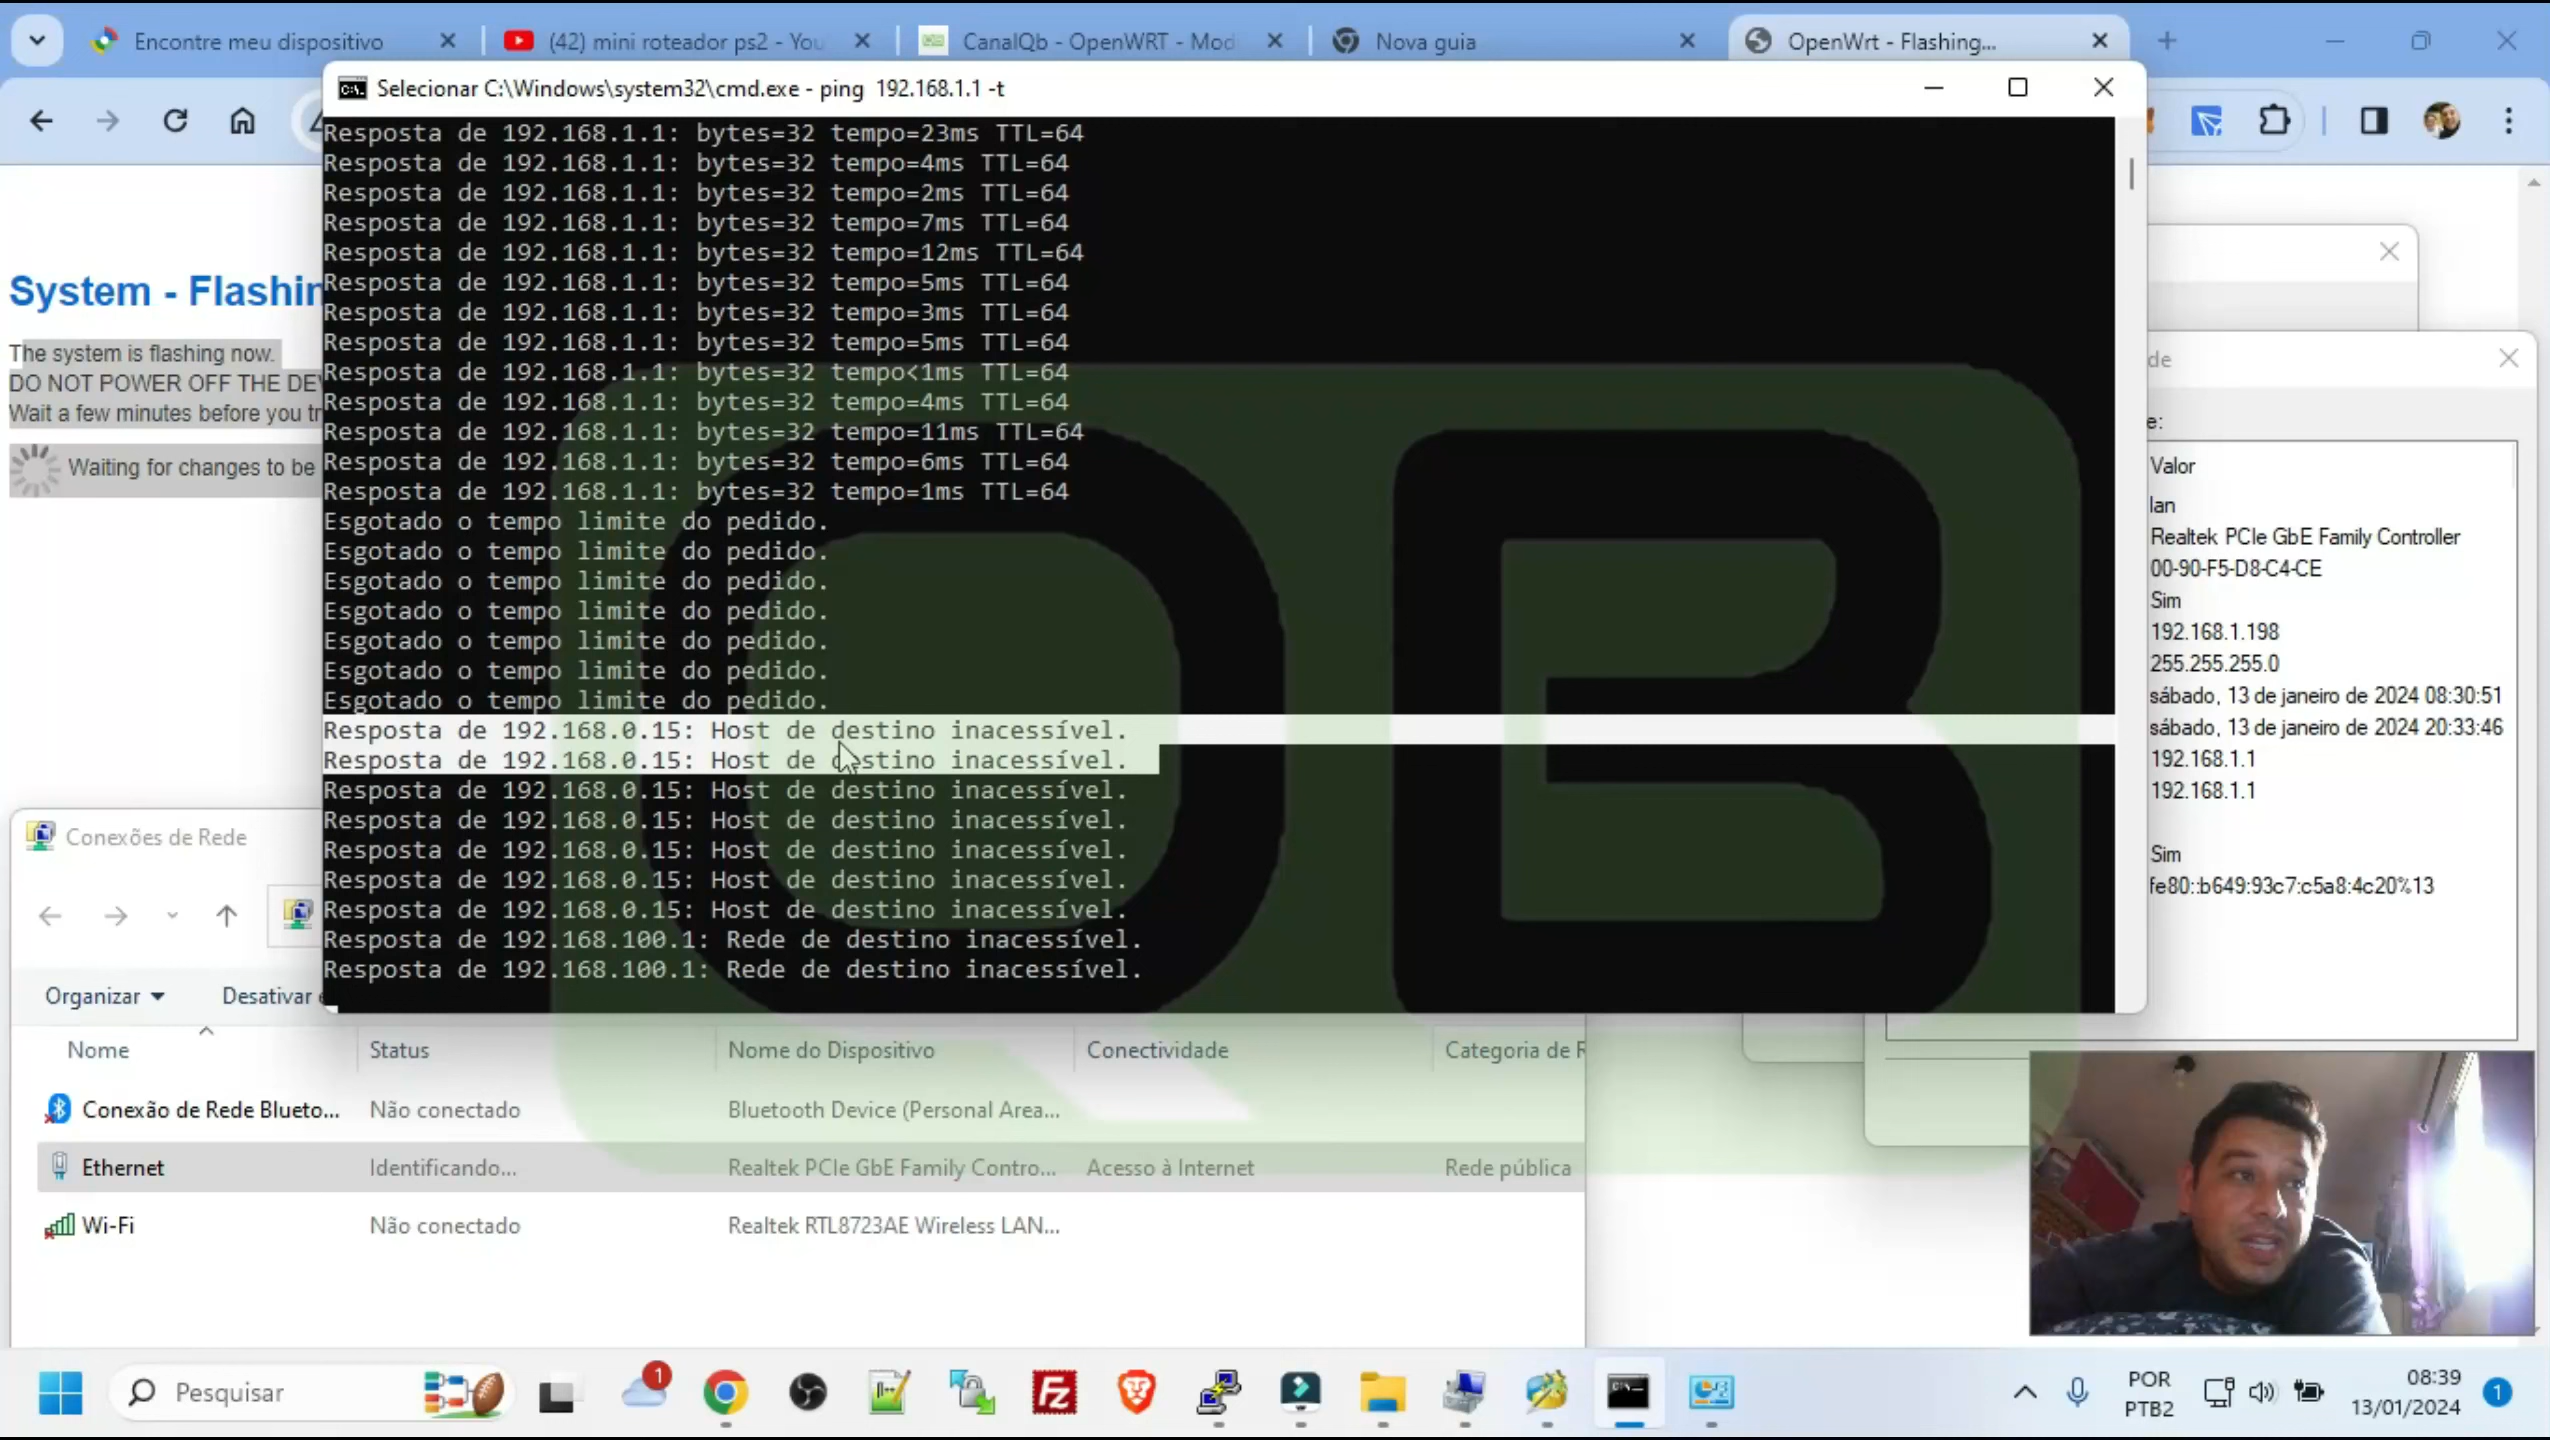 Encontre meu dispositivo
(42) mini roteador ps2 - You
CanalQb - OpenWRT - Mod
Nova guia
OpenWrt - Flashing...
Selecionar C:\Windows\system32\cmd.exe - ping 192.168.1.1 -t
Resposta de 192.168.1.1: bytes=32 tempo=23ms TTL=64
Resposta de 192.168.1.1: bytes=32 tempo=4ms TTL=64
Resposta de 192.168.1.1: bytes=32 tempo=2ms TTL=64
Resposta de 192.168.1.1: bytes=32 tempo=7ms TTL=64
Resposta de 192.168.1.1: bytes=32 tempo=12ms TTL=64
Resposta de 192.168.1.1: bytes=32 tempo=5ms TTL=64
Resposta de 192.168.1.1: bytes=32 tempo=3ms TTL=64
Resposta de 192.168.1.1: bytes=32 tempo=5ms TTL=64
Resposta de 192.168.1.1: bytes=32 tempo<1ms TTL=64
Resposta de 192.168.1.1: bytes=32 tempo=4ms TTL=64
Resposta de 192.168.1.1: bytes=32 tempo=11ms TTL=64
Resposta de 192.168.1.1: bytes=32 tempo=6ms TTL=64
Resposta de 192.168.1.1: bytes=32 tempo=1ms TTL=64
Esgotado o tempo limite do pedido.
Esgotado o tempo limite do pedido.
Esgotado o tempo limite do pedido.
Esgotado o tempo limite do pedido.
Esgotado o tempo limite do pedido.
Esgotado o tempo limite do pedido.
Esgotado o tempo limite do pedido.
Resposta de 192.168.0.15: Host de destino inacessível.
Resposta de 192.168.0.15: Host de destino inacessível.
Resposta de 192.168.0.15: Host de destino inacessível.
Resposta de 192.168.0.15: Host de destino inacessível.
Resposta de 192.168.0.15: Host de destino inacessível.
Resposta de 192.168.0.15: Host de destino inacessível.
Resposta de 192.168.0.15: Host de destino inacessível.
Resposta de 192.168.100.1: Rede de destino inacessível.
Resposta de 192.168.100.1: Rede de destino inacessível.
System - Flashin
The system is flashing now.
DO NOT POWER OFF THE DEV
Wait a few minutes before you tr
Waiting for changes to be
de
e:
Valor
lan
Realtek PCIe GbE Family Controller
00-90-F5-D8-C4-CE
Sim
192.168.1.198
255.255.255.0
sábado, 13 de janeiro de 2024 08:30:51
sábado, 13 de janeiro de 2024 20:33:46
192.168.1.1
192.168.1.1
Sim
fe80::b649:93c7:c5a8:4c20%13
Conexões de Rede
Organizar
Desativar
Nome Status Nome do Dispositivo Conectividade Categoria de R
Conexão de Rede Blueto... Não conectado Bluetooth Device (Personal Area...
Ethernet Identificando... Realtek PCIe GbE Family Contro... Acesso à Internet Rede pública
Wi-Fi Não conectado Realtek RTL8723AE Wireless LAN...
QB
Pesquisar
1
POR
PTB2
08:39
13/01/2024
1